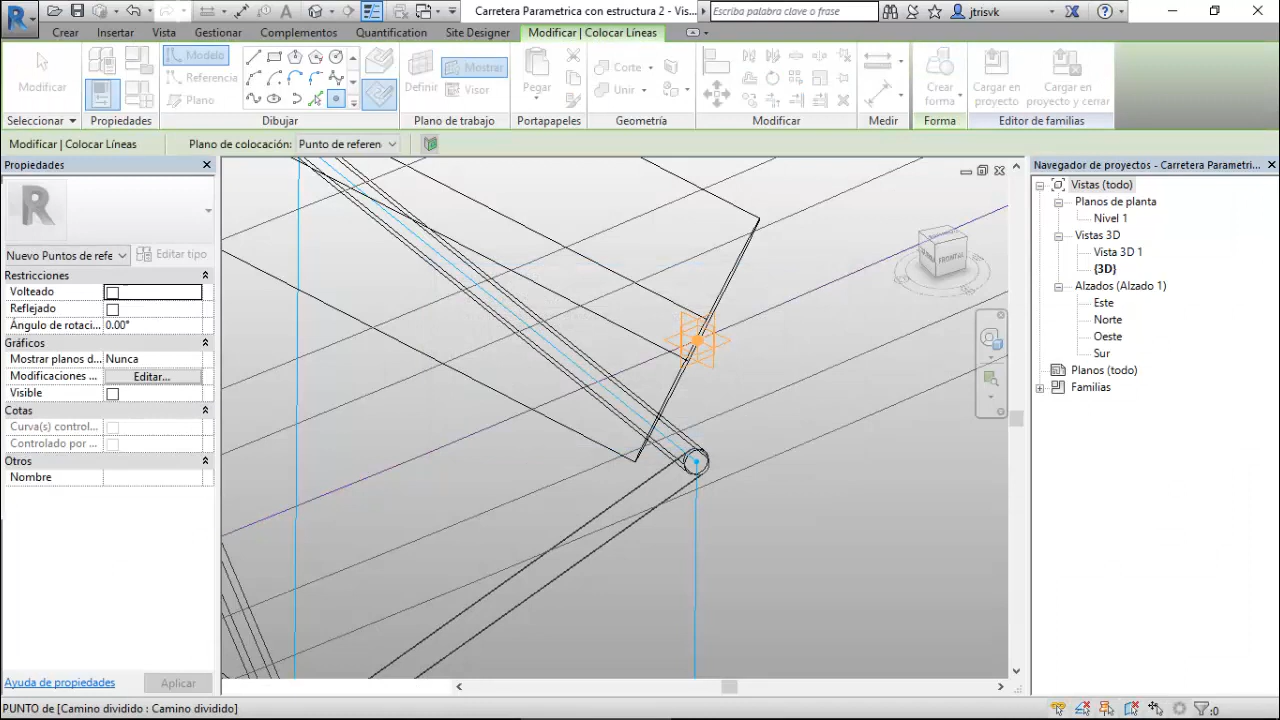 Carretera Parametrica con estructura 2 - Vis...
Escriba palabra clave o frase
jtrisvk
Crear
Insertar
Vista
Gestionar
Complementos
Quantification
Site Designer
Modificar | Colocar Líneas
Modificar
Modelo
Referencia
Plano
Definir
Mostrar
Visor
Pegar
Corte
Unir
Crear forma
Cargar en proyecto
Cargar en proyecto y cerrar
Seleccionar
Propiedades
Dibujar
Plano de trabajo
Portapapeles
Geometría
Modificar
Medir
Forma
Editor de familias
Modificar | Colocar Líneas
Plano de colocación:
Punto de referen
Propiedades
Nuevo Puntos de refe
Editar tipo
Restricciones
Volteado
Reflejado
Ángulo de rotaci...
0.00°
Gráficos
Mostrar planos d...
Nunca
Modificaciones ...
Editar...
Visible
Cotas
Curva(s) control...
Controlado por ...
Otros
Nombre
Ayuda de propiedades
Aplicar
FRONTAL
Navegador de proyectos - Carretera Parametri...
Vistas (todo)
Planos de planta
Nivel 1
Vistas 3D
Vista 3D 1
{3D}
Alzados (Alzado 1)
Este
Norte
Oeste
Sur
Planos (todo)
Familias
PUNTO de [Camino dividido : Camino dividido]
:0